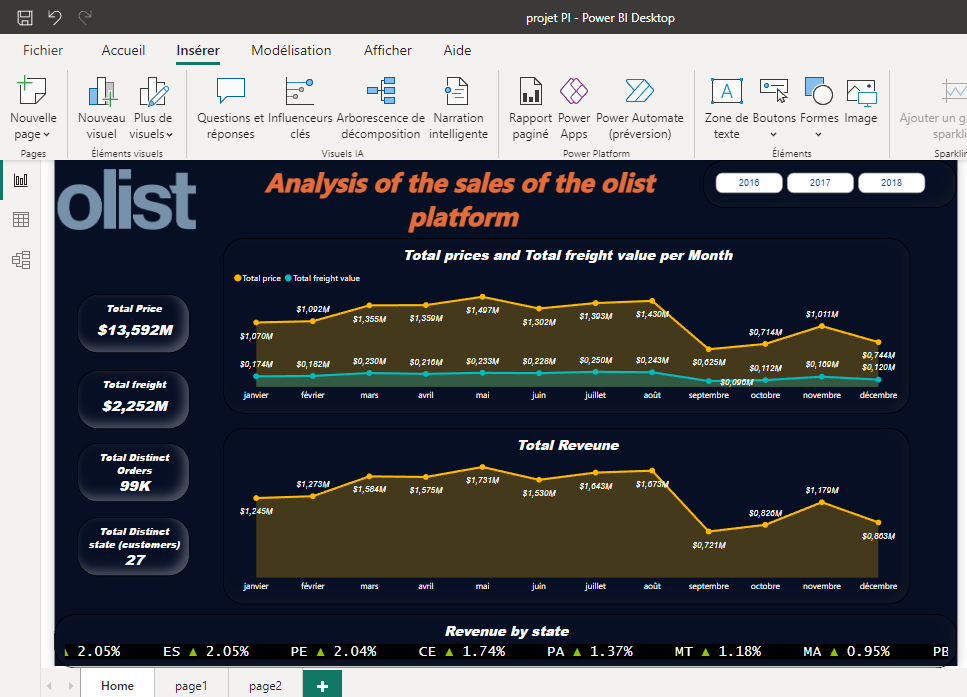 projet PI - Power BI Desktop
Fichier Accueil Insérer Modélisation Afficher Aide
Nouvelle page
Nouveau visuel
Plus de visuels
Questions et réponses
Influenceurs clés
Arborescence de décomposition
Narration intelligente
Rapport paginé
Power Apps
Power Automate (préversion)
Zone de texte
Boutons
Formes
Image
Ajouter un g
sparkli
Pages Éléments visuels Visuels IA Power Platform Éléments Sparklin
olist
Analysis of the sales of the olist
platform
2016 2017 2018
Total Price
$13,592M
Total freight
$2,252M
Total Distinct
Orders
99K
Total Distinct
state (customers)
27
Total prices and Total freight value per Month
Total price Total freight value
$1,070M $1,092M $1,355M $1,359M $1,497M $1,302M $1,393M $1,430M $0,625M $0,714M $1,011M $0,744M
$0,174M $0,182M $0,230M $0,216M $0,233M $0,228M $0,250M $0,243M $0,096M $0,112M $0,169M $0,120M
janvier février mars avril mai juin juillet août septembre octobre novembre décembre
Total Reveune
$1,245M $1,273M $1,584M $1,575M $1,731M $1,530M $1,643M $1,673M $0,721M $0,826M $1,179M $0,863M
janvier février mars avril mai juin juillet août septembre octobre novembre décembre
Revenue by state
▲ 2.05% ES ▲ 2.05% PE ▲ 2.04% CE ▲ 1.74% PA ▲ 1.37% MT ▲ 1.18% MA ▲ 0.95% PB
Home page1 page2 +